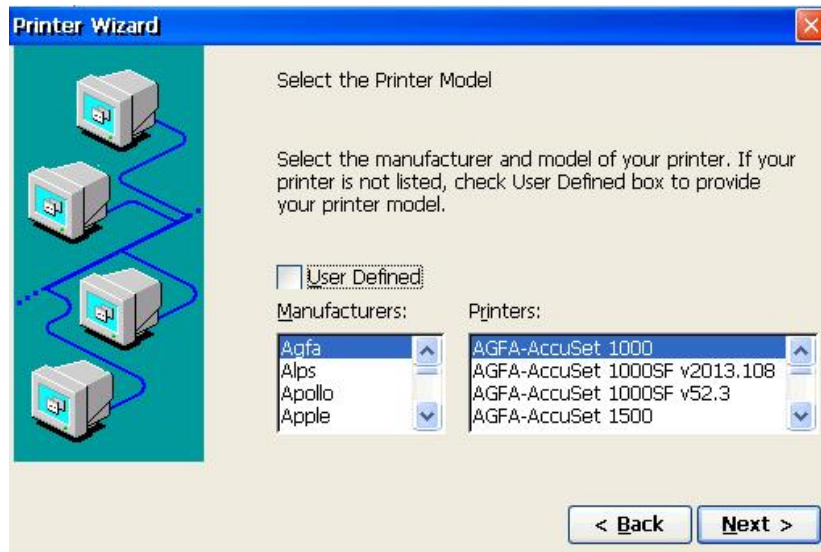 Printer Wizard
Select the Printer Model
Select the manufacturer and model of your printer. If your
printer is not listed, check User Defined box to provide
your printer model.
User Defined
Manufacturers:
Printers:
Agfa
Alps
Apollo
Apple
AGFA-AccuSet 1000
AGFA-AccuSet 1000SF v2013.108
AGFA-AccuSet 1000SF v52.3
AGFA-AccuSet 1500
< Back
Next >